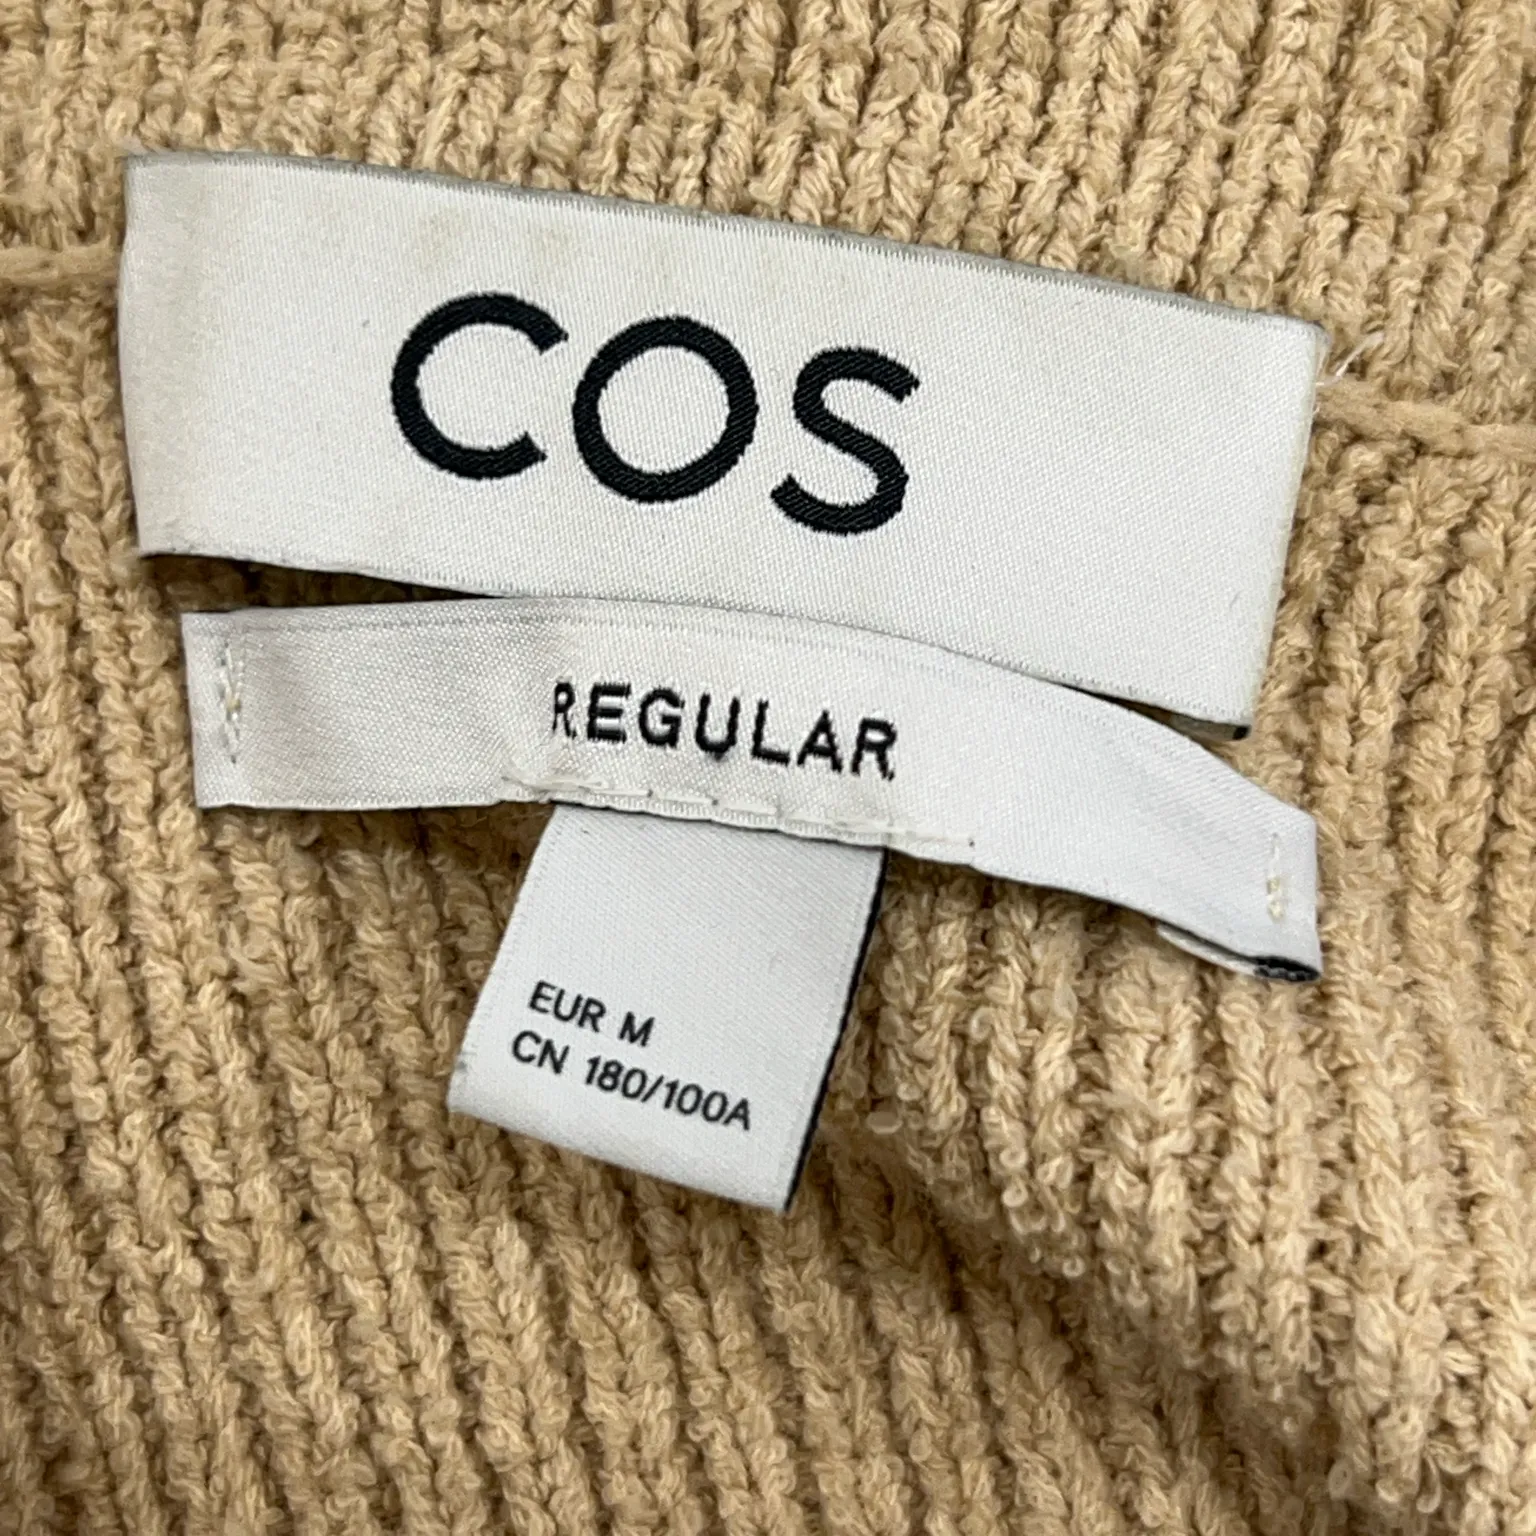 COS
REGULAR
EUR M
CN 180/100A